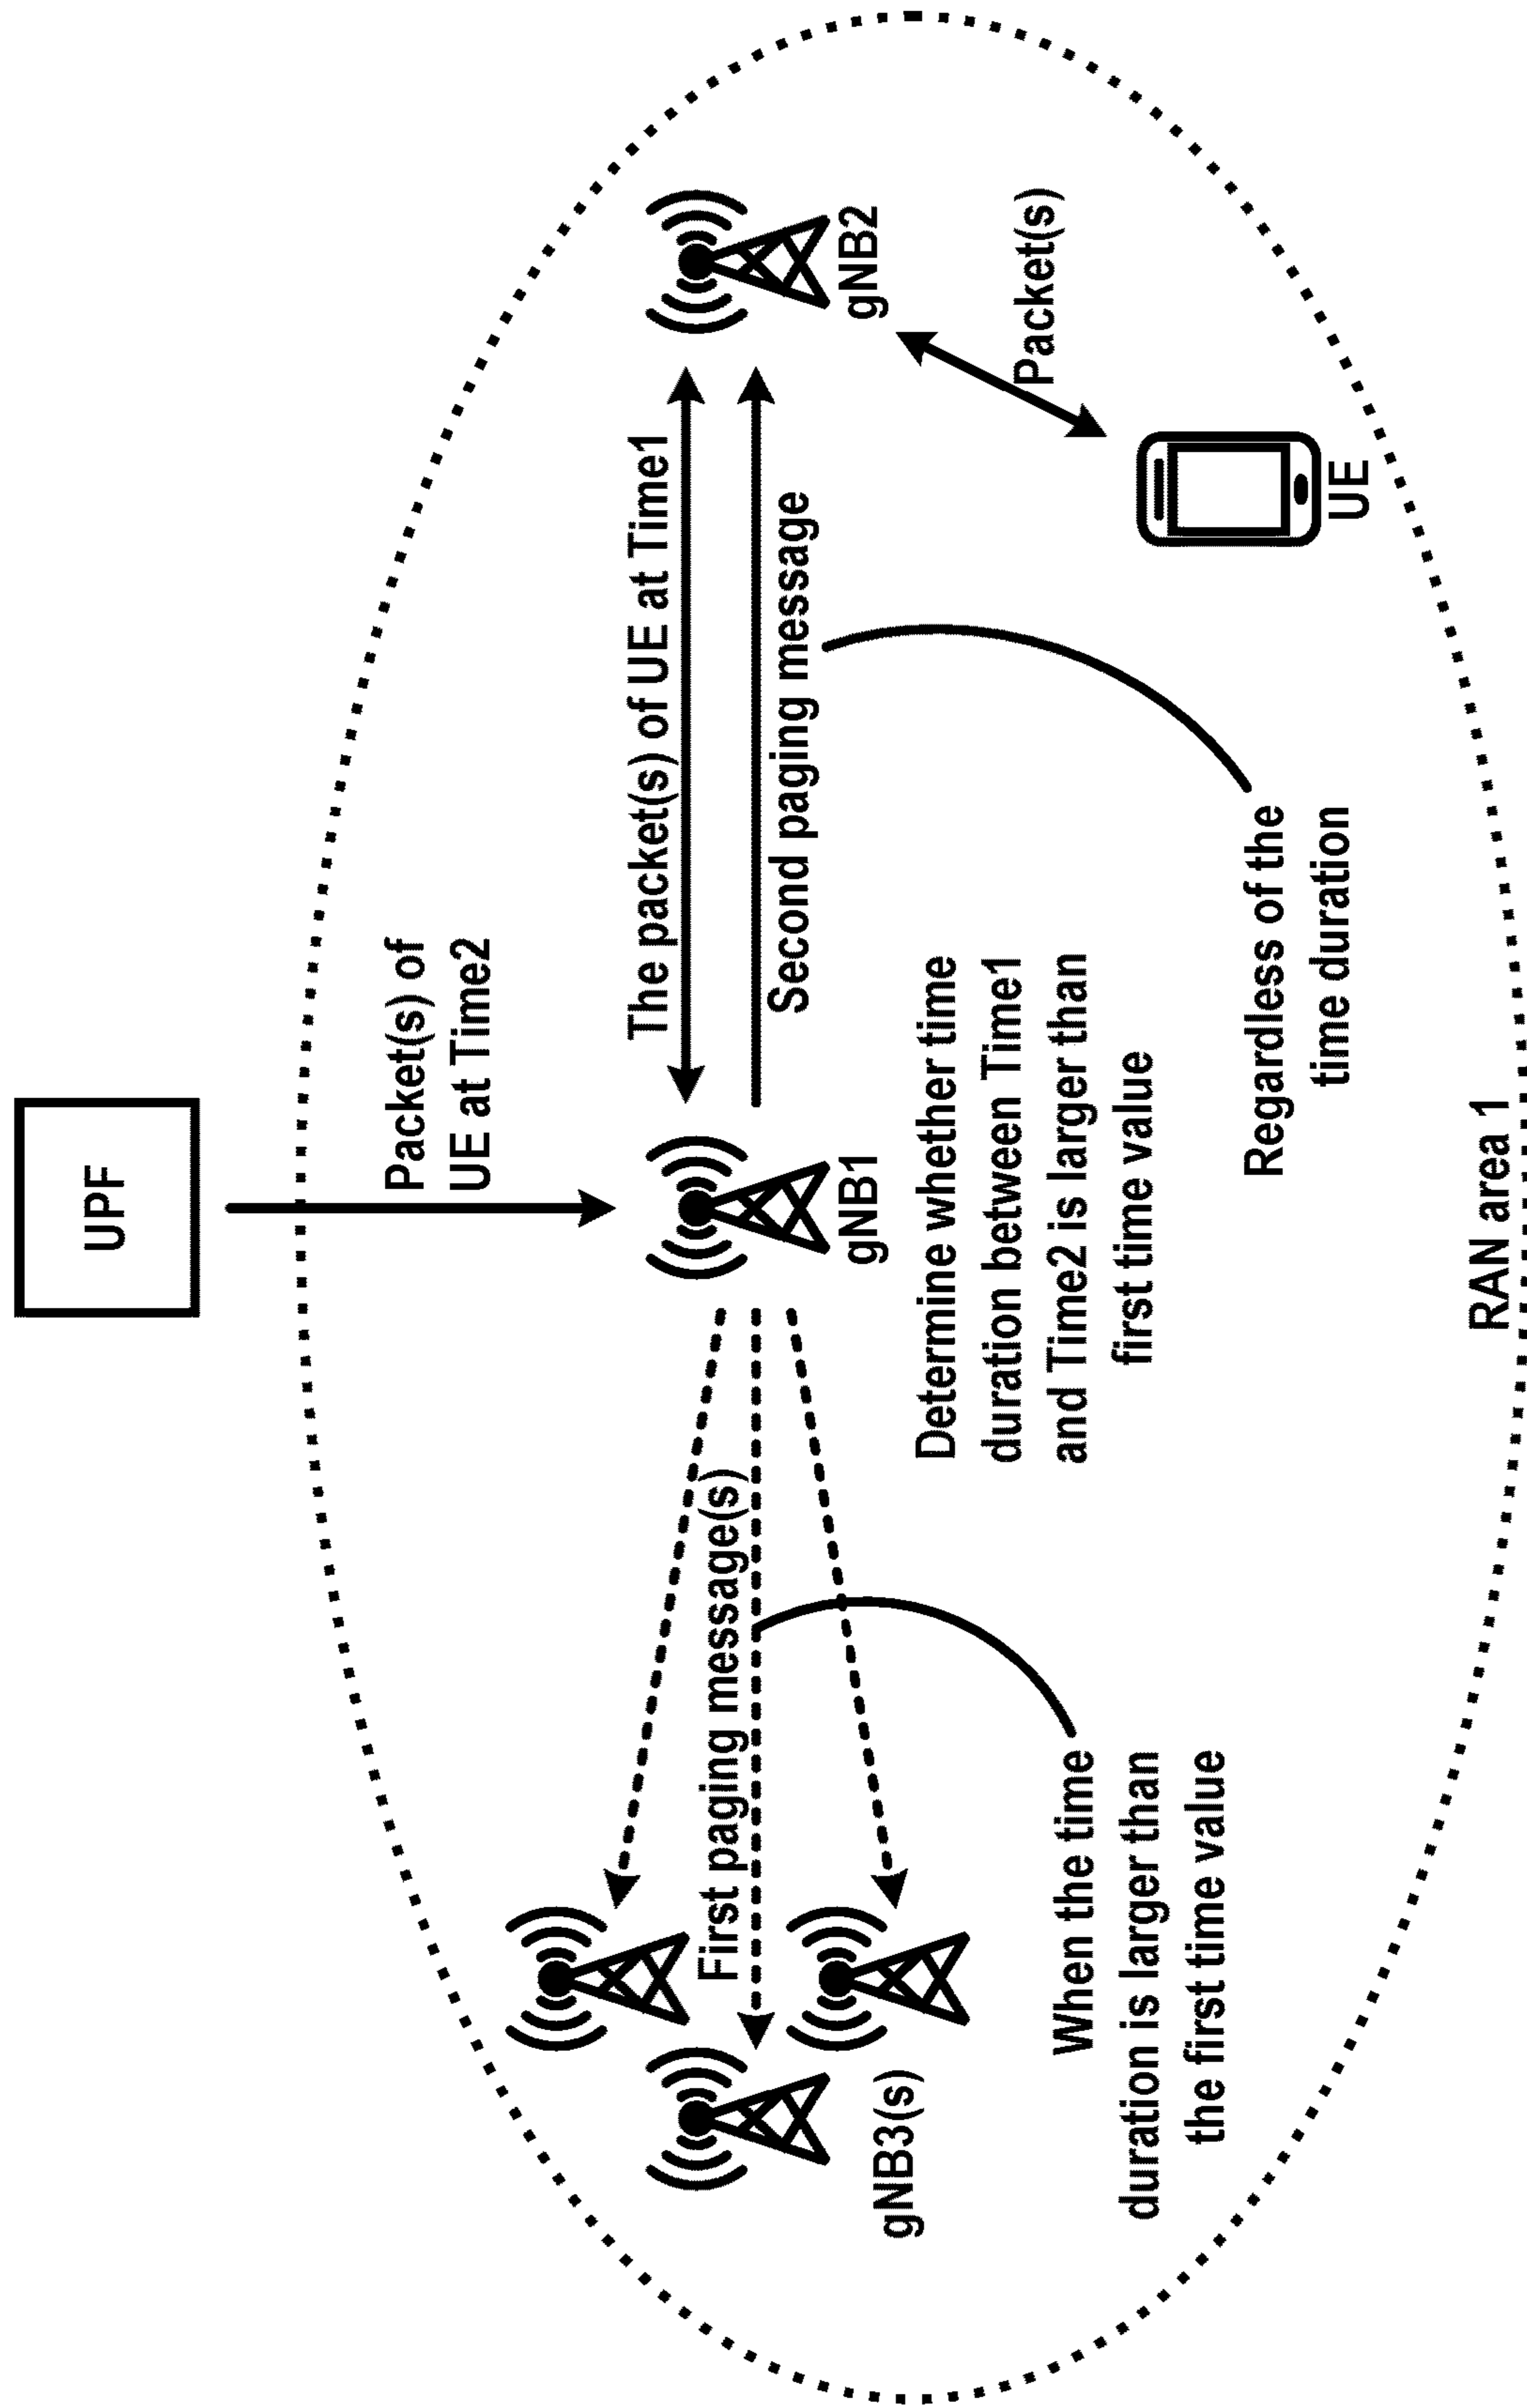 UPF
Packet(s) of
UE at Time2
First paging message(s)
The packet(s) of UE at Time1
Second paging message
gNB3(s)
gNB1
gNB2
Packet(s)
UE
When the time
duration is larger than
the first time value
Determine whether time
duration between Time1
and Time2 is larger than
first time value
Regardless of the
time duration
RAN area 1